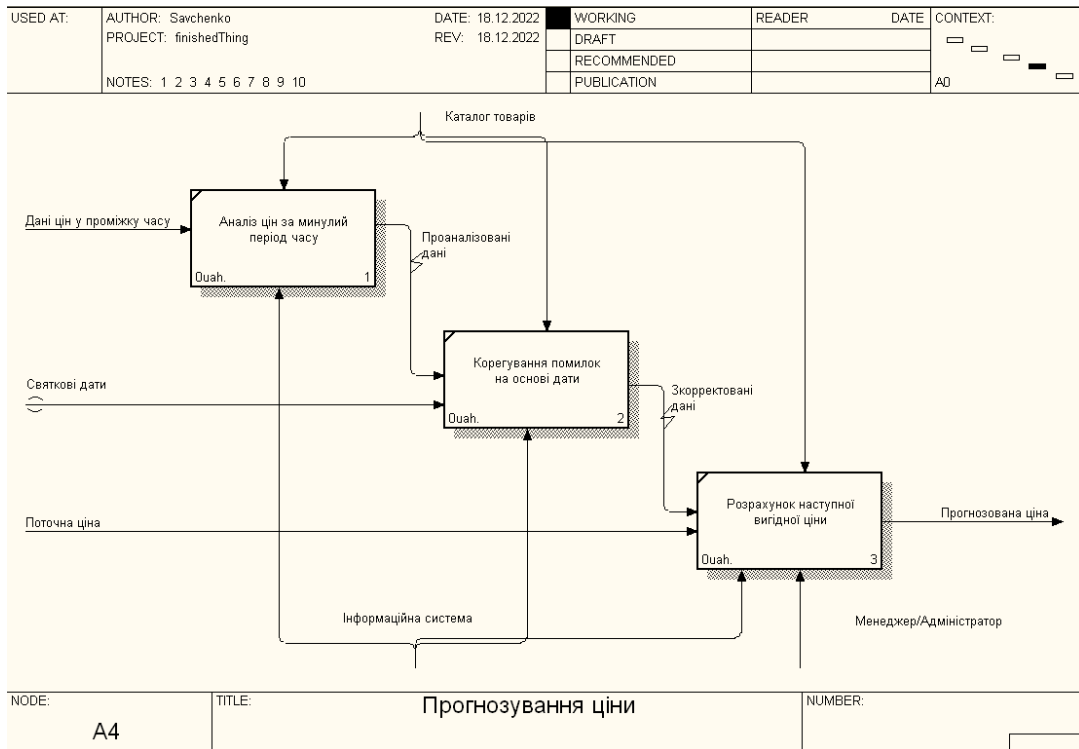 USED AT:
AUTHOR: Savchenko
DATE: 18.12.2022
WORKING
READER
DATE
CONTEXT:
PROJECT: finishedThing
REV: 18.12.2022
DRAFT
RECOMMENDED
NOTES: 1 2 3 4 5 6 7 8 9 10
PUBLICATION
A0
Каталог товарів
Дані цін у проміжку часу
Аналіз цін за минулий
період часу
0uah.
1
Проаналізовані
дані
Святкові дати
Корегування помилок
на основі дати
0uah.
2
Зкорректовані
дані
Поточна ціна
Розрахунок наступної
вигідної ціни
0uah.
3
Прогнозована ціна
Інформаційна система
Менеджер/Адміністратор
NODE:
A4
TITLE:
Прогнозування ціни
NUMBER: